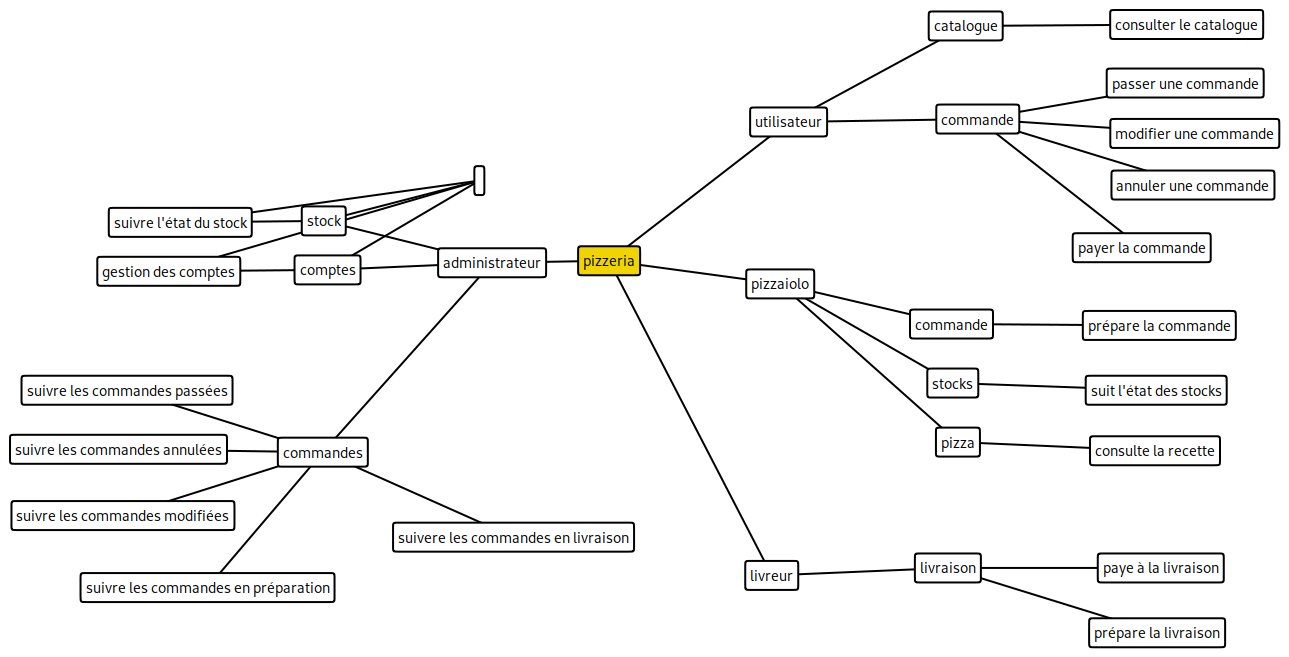 catalogue
consulter le catalogue
passer une commande
utilisateur
commande
modifier une commande
annuler une commande
suivre l'état du stock
stock
payer la commande
gestion des comptes
comptes
administrateur
pizzeria
pizzaiolo
commande
prépare la commande
suivre les commandes passées
stocks
suit l'état des stocks
suivre les commandes annulées
commandes
pizza
consulte la recette
suivre les commandes modifiées
suivere les commandes en livraison
suivre les commandes en préparation
livreur
livraison
paye à la livraison
prépare la livraison